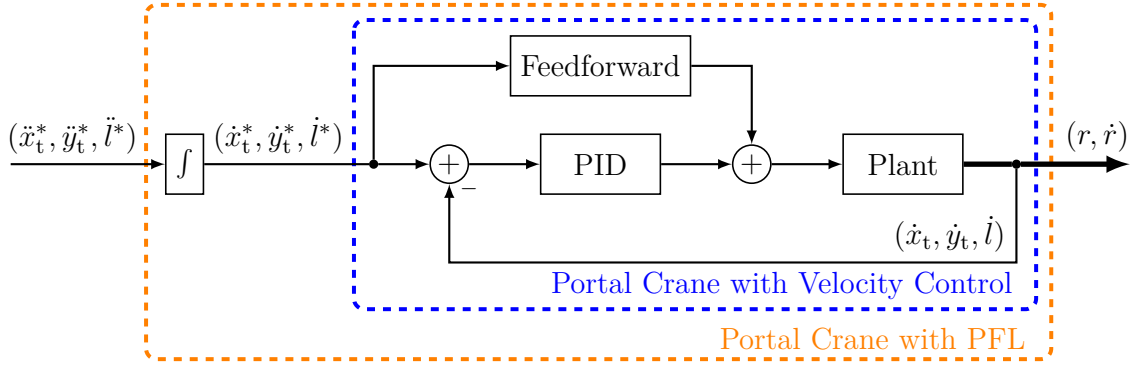 Feedforward
(ẍ*ₜ, ÿ*ₜ, l̈*)
(ẋ*ₜ, ẏ*ₜ, l̇*)
(r, ṙ)
∫
+
−
PID
+
Plant
(ẋₜ, ẏₜ, l̇)
Portal Crane with Velocity Control
Portal Crane with PFL